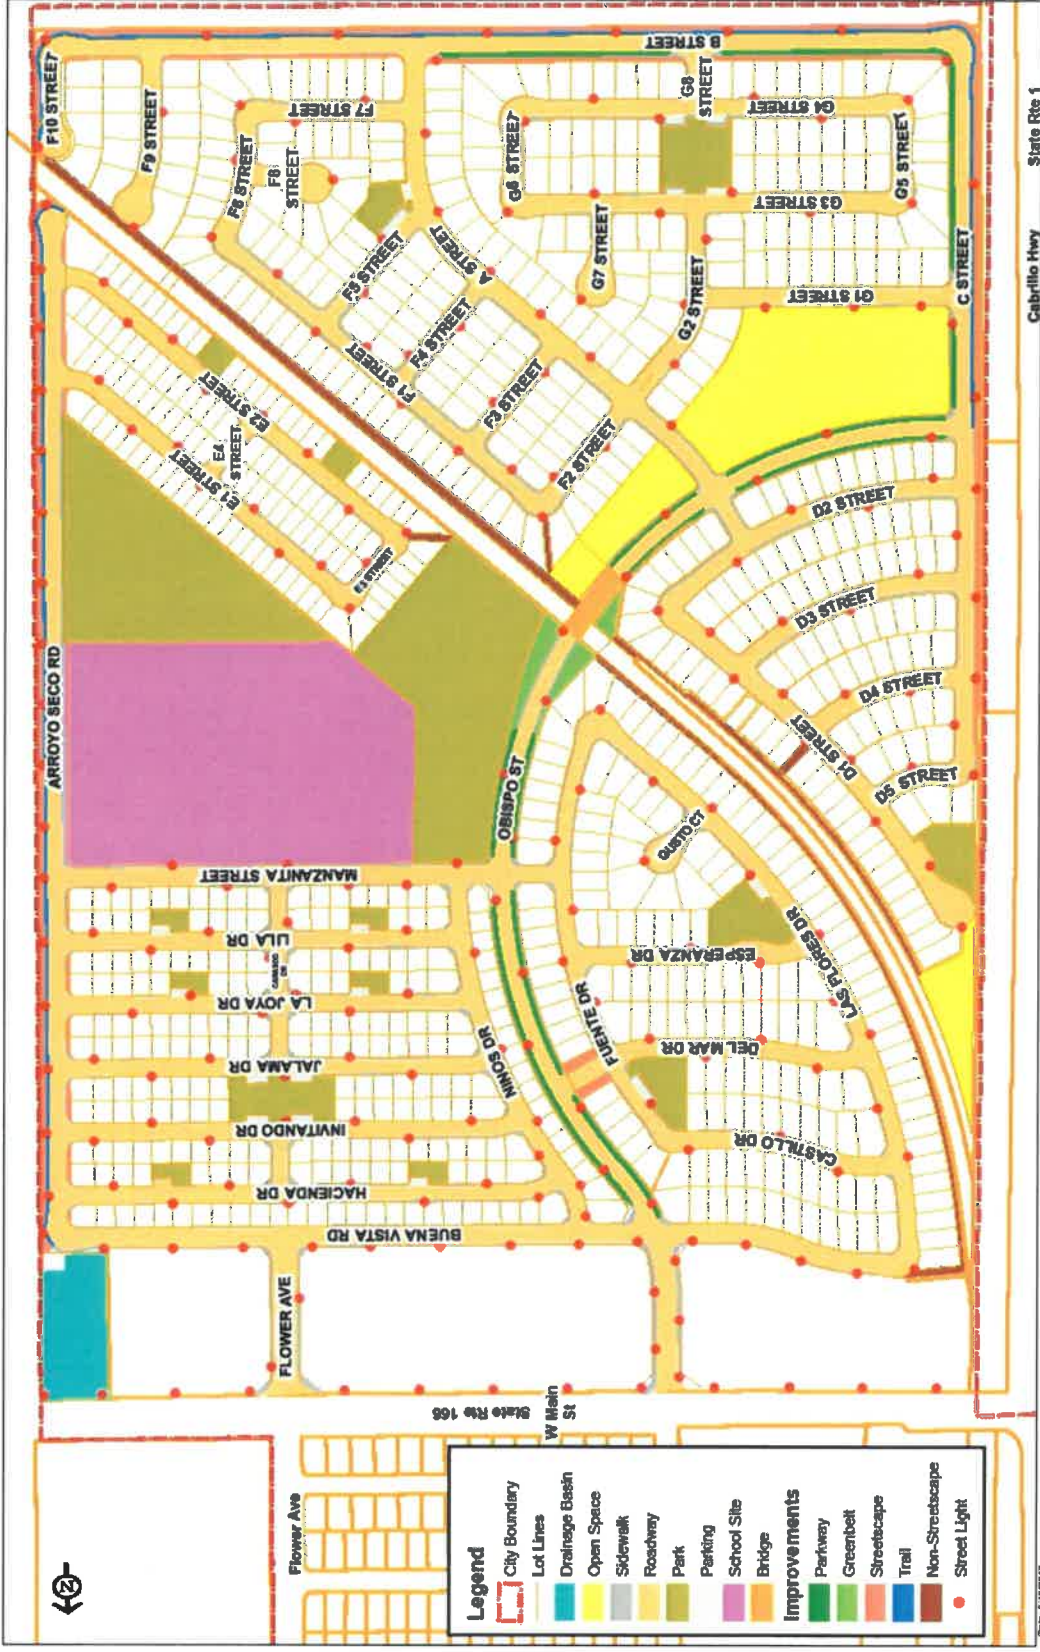 F10 STREET
F9 STREET
F6 STREET
F8
STREET
F7 STREET
B STREET
G8
STREET
G4 STREET
G5 STREET
G3 STREET
G7 STREET
G2 STREET
G1 STREET
C STREET
A STREET
F5 STREET
F4 STREET
F1 STREET
F3 STREET
F2 STREET
E2 STREET
E4
STREET
E1 STREET
E3 STREET
D2 STREET
D3 STREET
D4 STREET
D1 STREET
D5 STREET
ARROYO SECO RD
OBISPO ST
MANZANITA STREET
LILA DR
LA JOYA DR
JALAMA DR
INVITANDO DR
HACIENDA DR
BUENA VISTA RD
NINOS DR
FUENTE DR
GUSTO CT
ESPERANZA DR
LAS FLORES DR
DEL MAR DR
CASTILLO DR
FLOWER AVE
State Rte 166
W Main
St
Flower Ave
Cabrillo Hwy
State Rte 1
N
Legend
City Boundary
Lot Lines
Drainage Basin
Open Space
Sidewalk
Roadway
Park
Parking
School Site
Bridge
Improvements
Parkway
Greenbelt
Streetscape
Trail
Non-Streetscape
Street Light